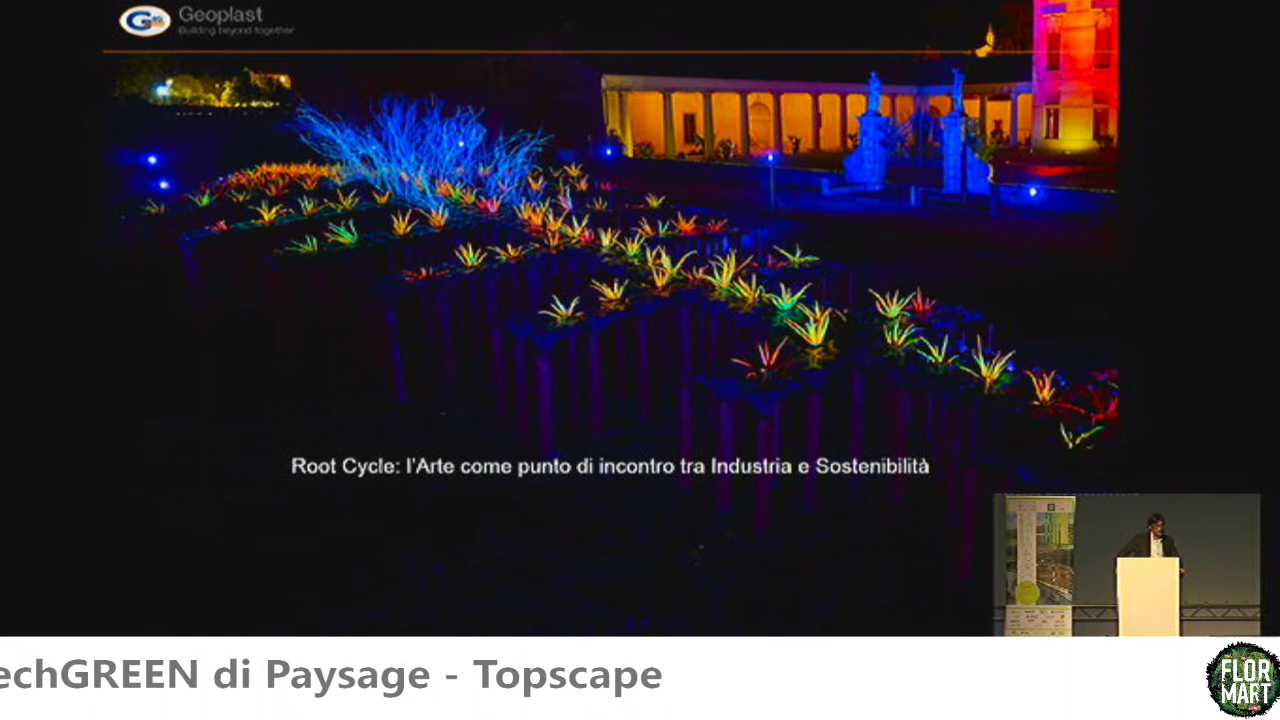 Geoplast
Building beyond together
Root Cycle: l'Arte come punto di incontro tra Industria e Sostenibilità
echGREEN di Paysage - Topscape
FLOR
MART